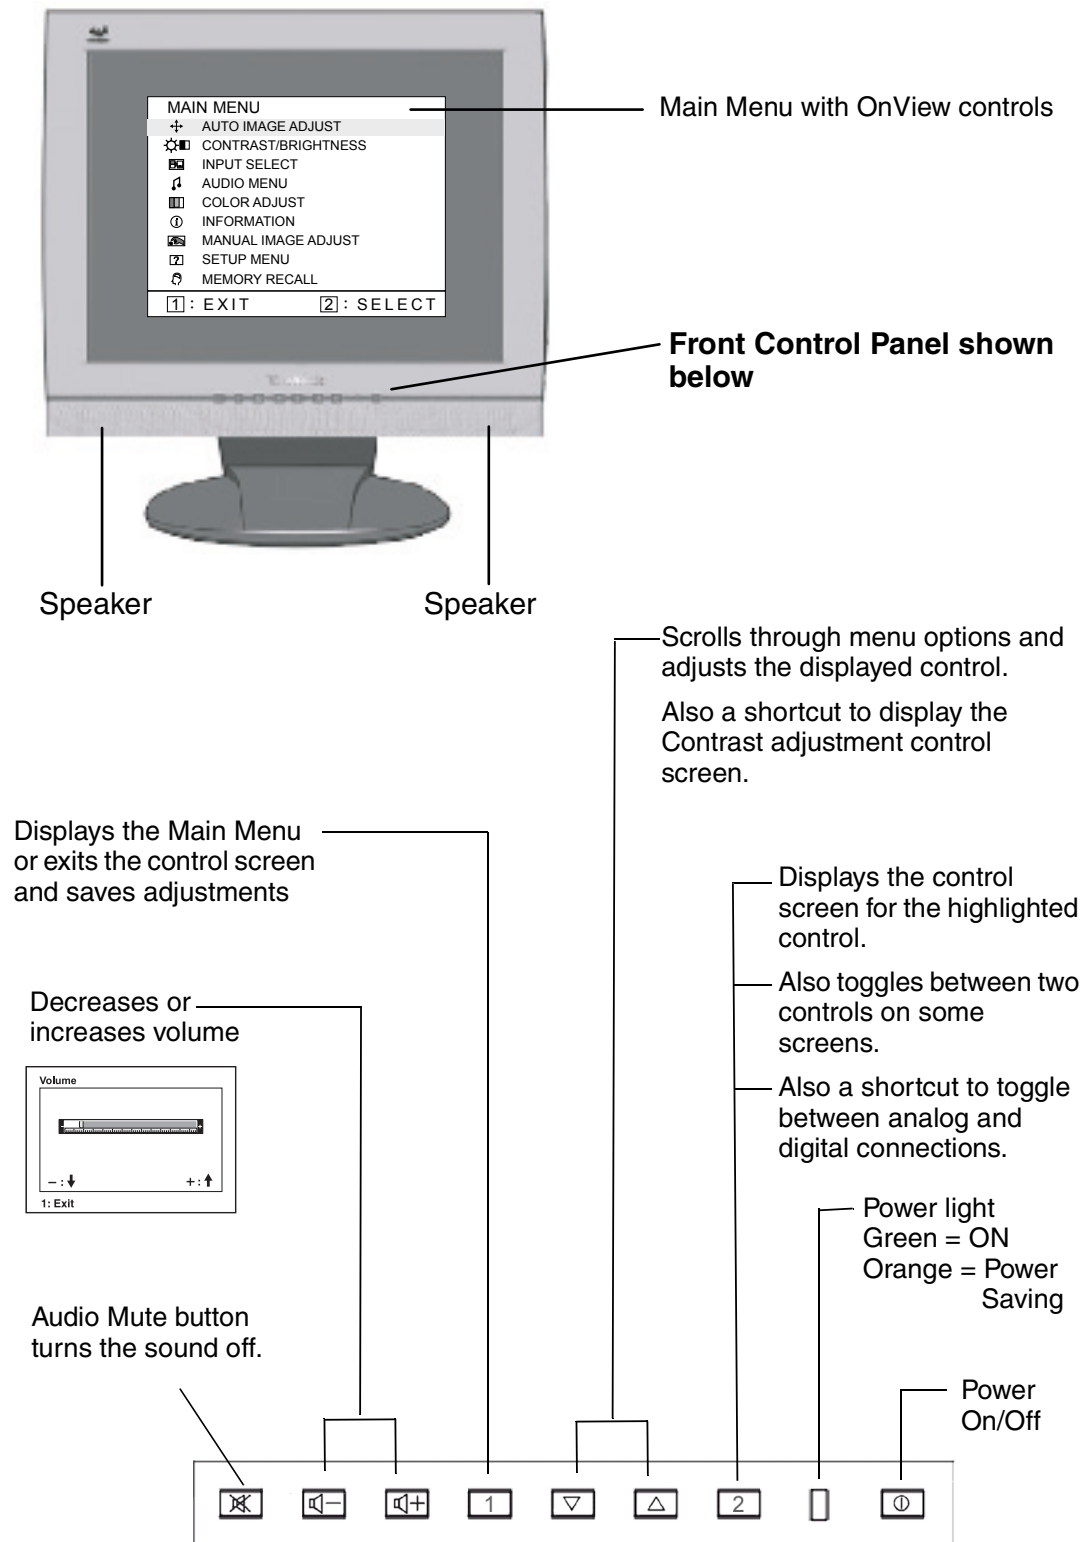 MAIN MENU
AUTO IMAGE ADJUST
CONTRAST/BRIGHTNESS
INPUT SELECT
AUDIO MENU
COLOR ADJUST
INFORMATION
MANUAL IMAGE ADJUST
SETUP MENU
MEMORY RECALL
1 : EXIT 2 : SELECT
Main Menu with OnView controls
Front Control Panel shown
below
Speaker Speaker
Scrolls through menu options and
adjusts the displayed control.
Also a shortcut to display the
Contrast adjustment control
screen.
Displays the Main Menu
or exits the control screen
and saves adjustments
Displays the control
screen for the highlighted
control.
Also toggles between two
controls on some
screens.
Also a shortcut to toggle
between analog and
digital connections.
Decreases or
increases volume
Volume
– : ↓ + : ↑
1: Exit
Power light
Green = ON
Orange = Power
Saving
Audio Mute button
turns the sound off.
Power
On/Off
1 2